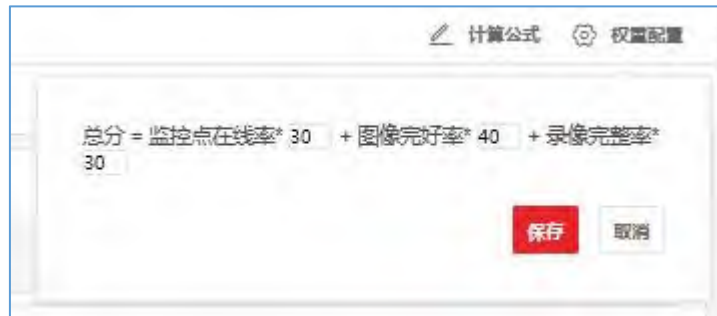 计算公式 权重配置
总分 = 监控点在线率* 30 + 图像完好率* 40 + 录像完整率*
30
保存 取消